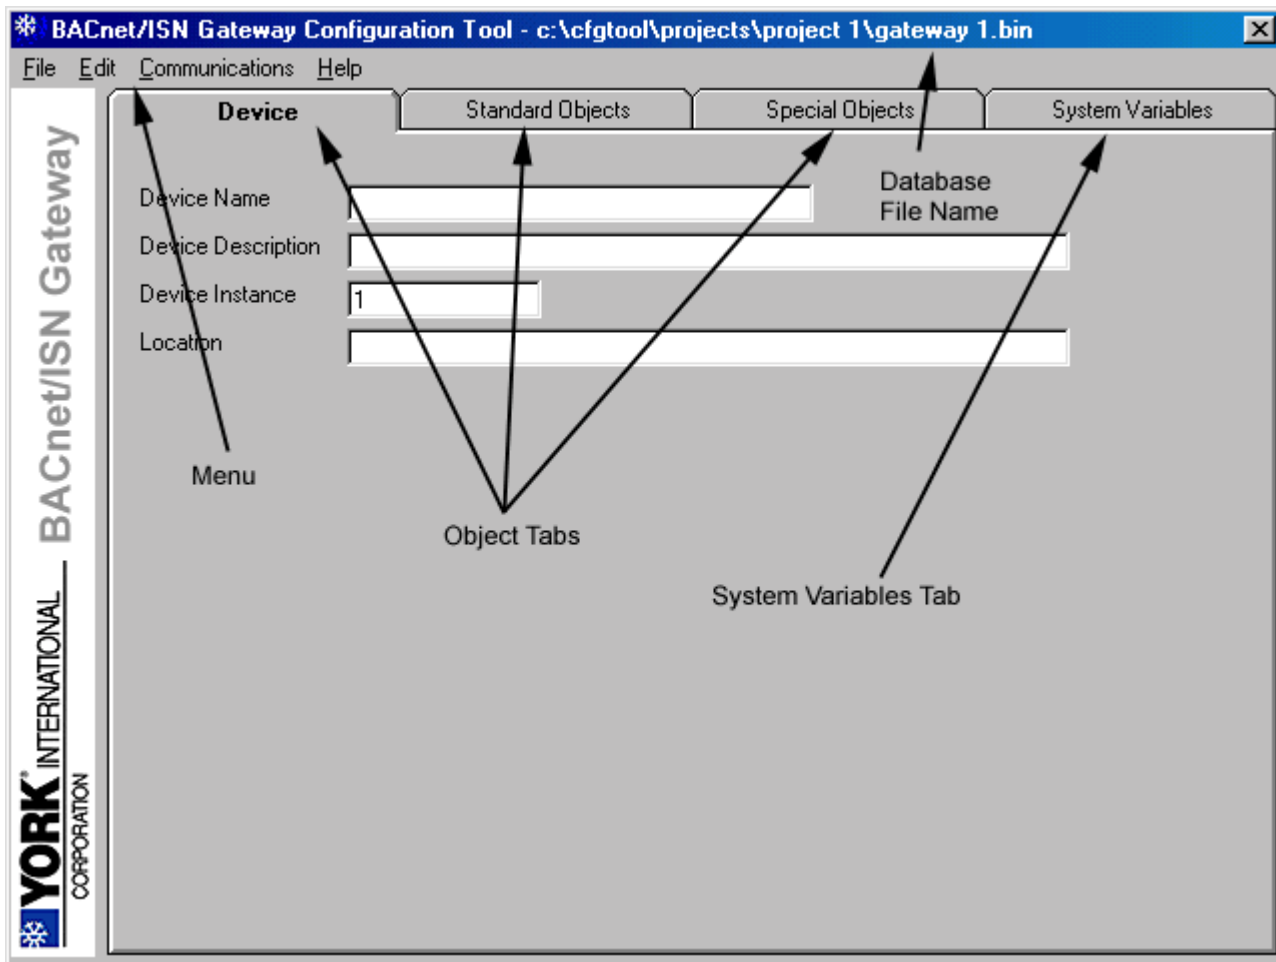 BACnet/ISN Gateway Configuration Tool - c:\cfgtool\projects\project 1\gateway 1.bin
File Edit Communications Help
Device
Standard Objects
Special Objects
System Variables
Device Name
Database
File Name
Device Description
Device Instance
1
Location
Menu
Object Tabs
System Variables Tab
BACnet/ISN Gateway
YORK® INTERNATIONAL
CORPORATION